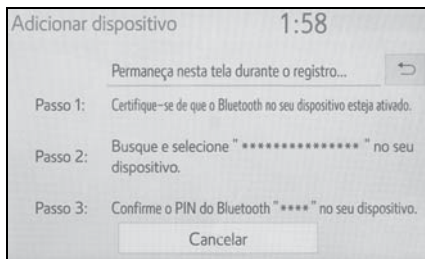 Adicionar dispositivo 1:58
Permaneça nesta tela durante o registro...
Passo 1: Certifique-se de que o Bluetooth no seu dispositivo esteja ativado.
Passo 2: Busque e selecione "***************" no seu
dispositivo.
Passo 3: Confirme o PIN do Bluetooth "****" no seu dispositivo.
Cancelar